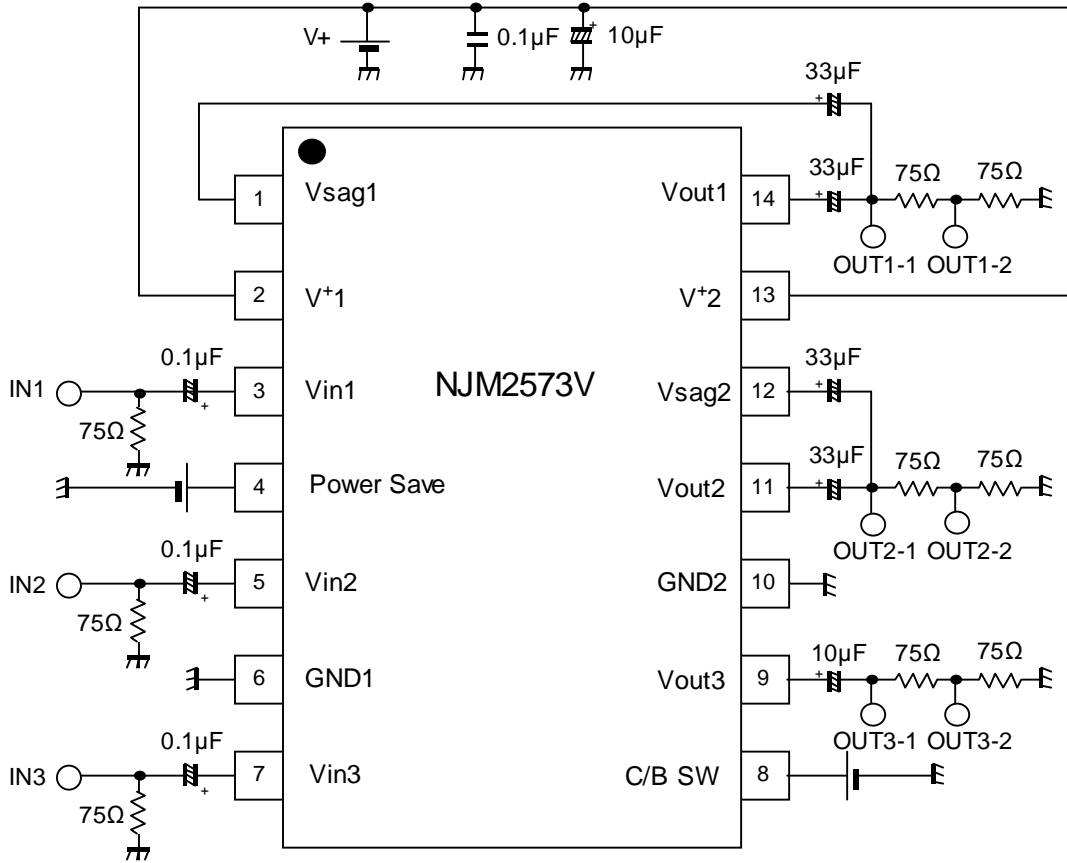 V+
0.1µF
+
10µF
33µF
+
33µF
+
75Ω
75Ω
1
Vsag1
Vout1
14
OUT1-1
OUT1-2
2
V+1
V+2
13
0.1µF
+
IN1
75Ω
3
Vin1
NJM2573V
Vsag2
12
33µF
+
4
Power Save
Vout2
11
33µF
+
75Ω
75Ω
OUT2-1
OUT2-2
0.1µF
+
IN2
75Ω
5
Vin2
GND2
10
6
GND1
Vout3
9
10µF
+
75Ω
75Ω
OUT3-1
OUT3-2
0.1µF
+
IN3
75Ω
7
Vin3
C/B SW
8